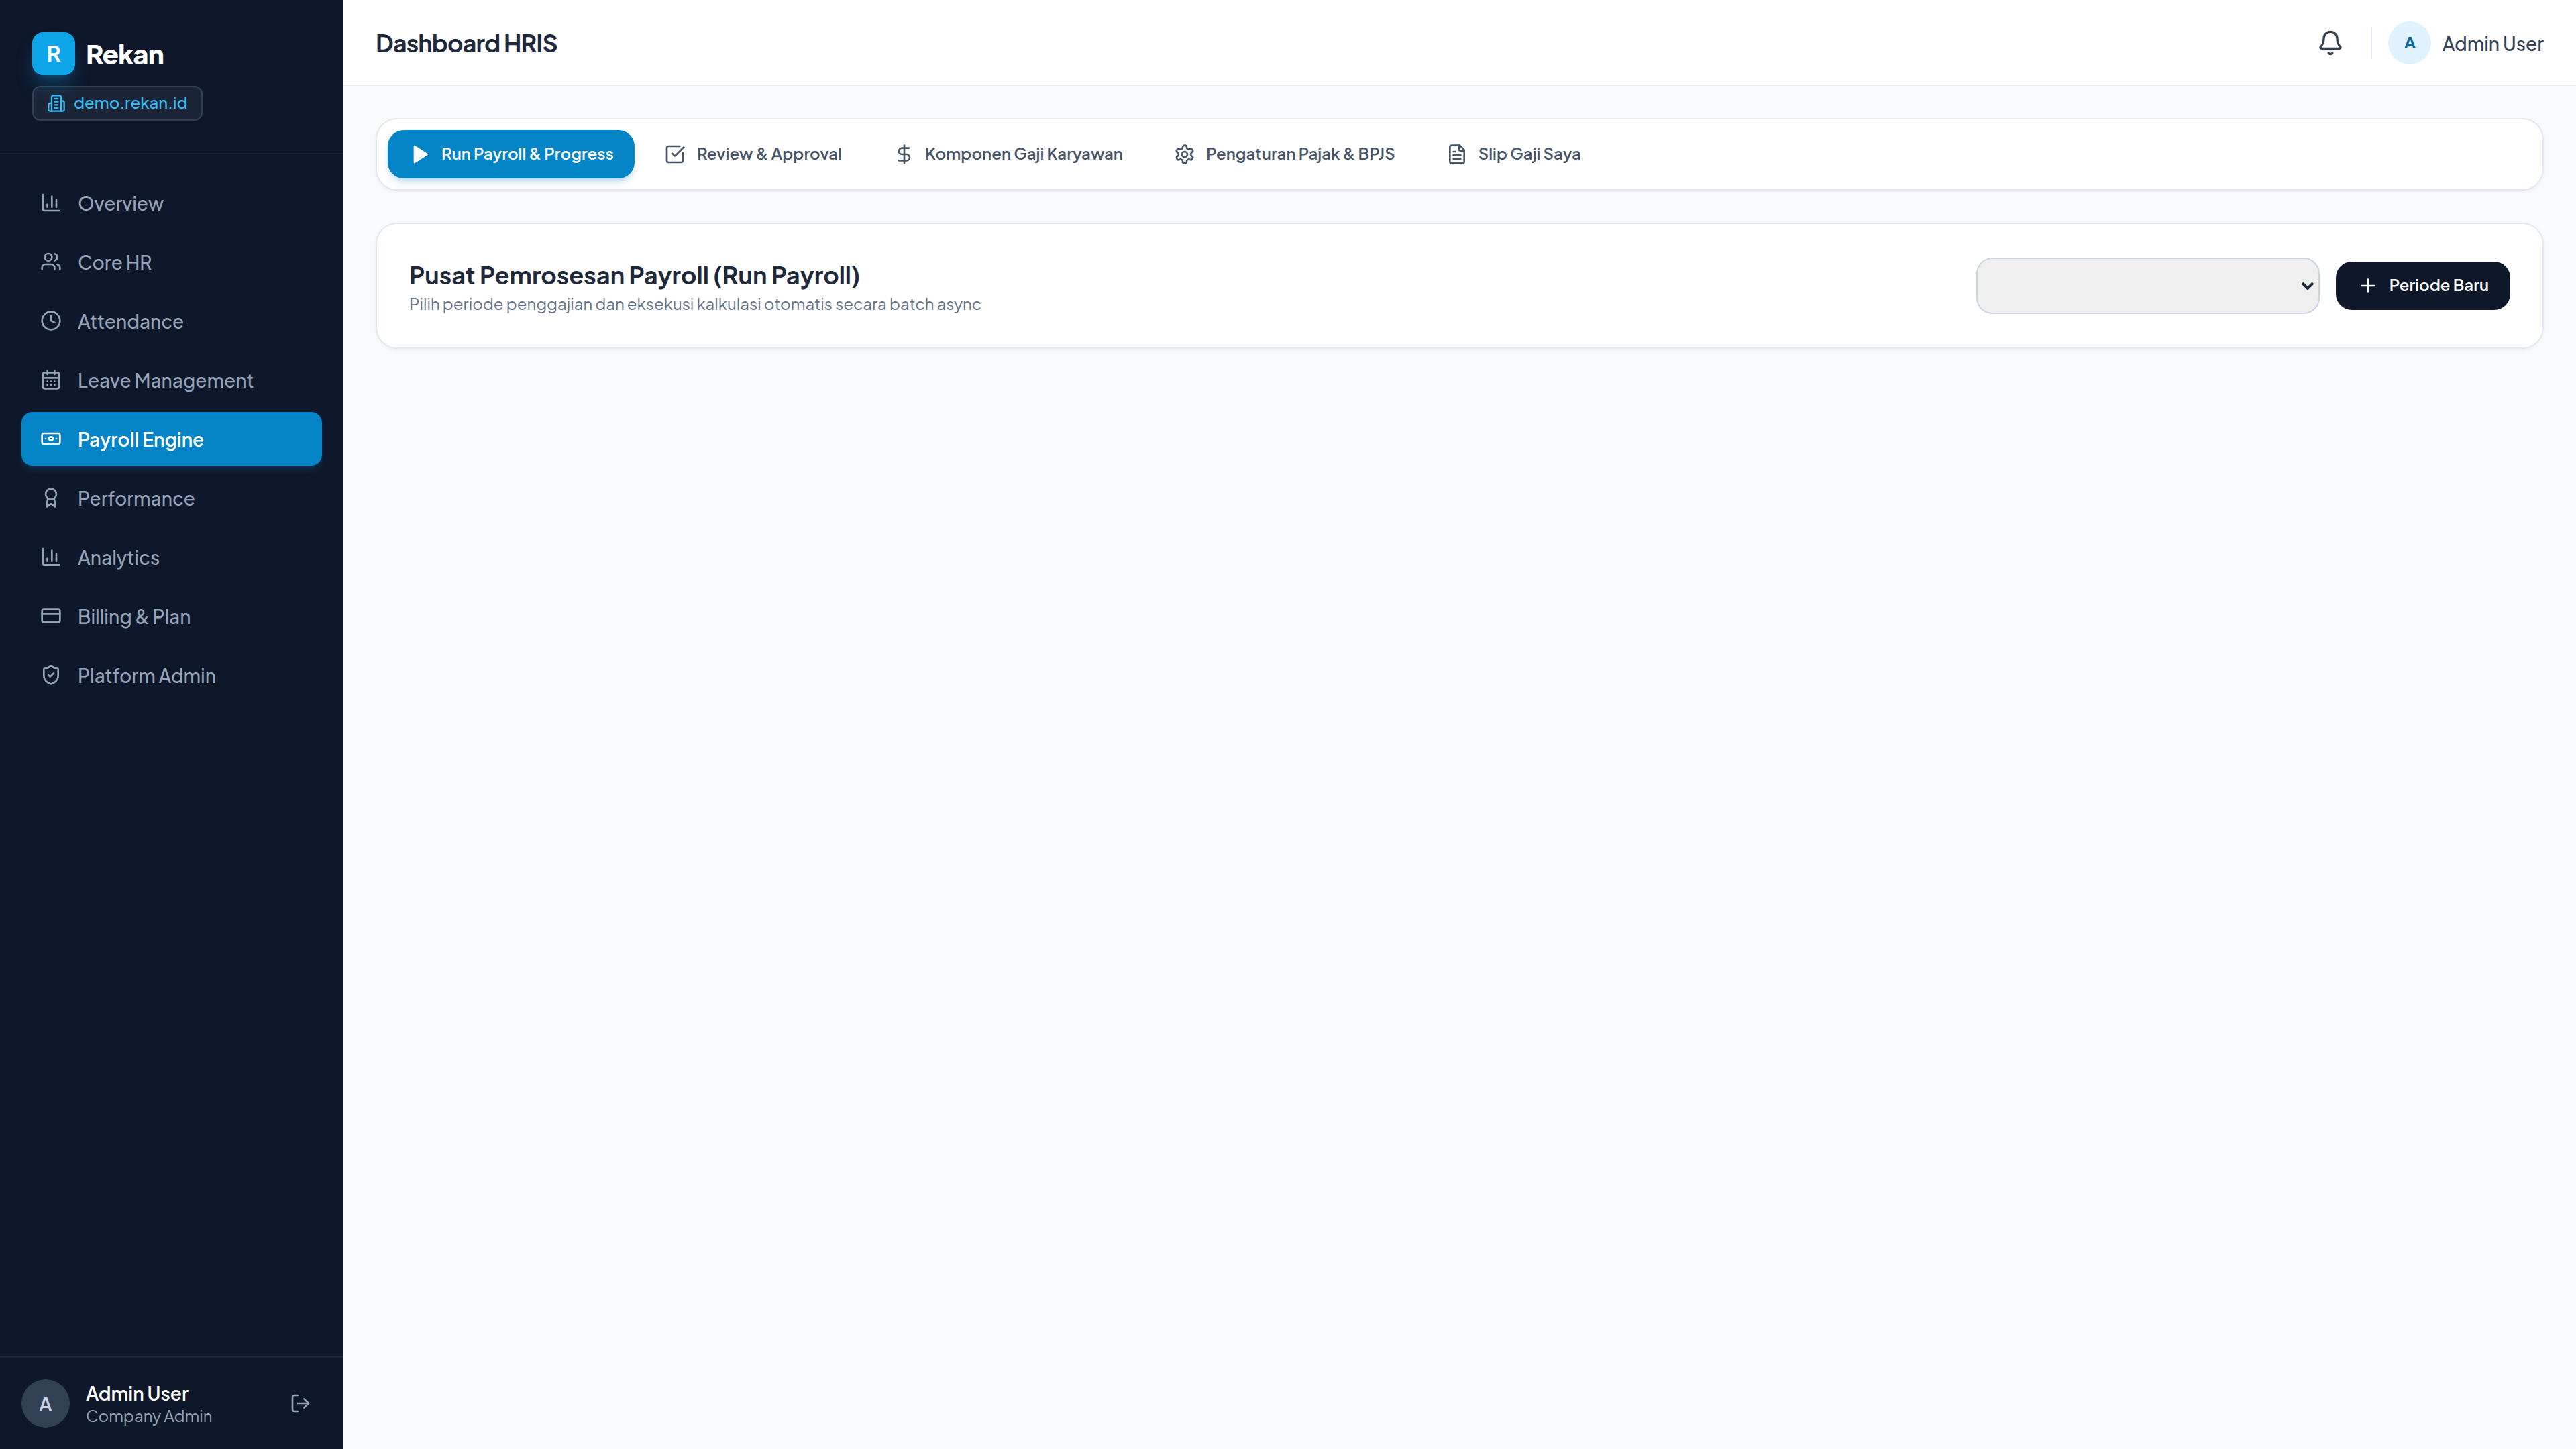 R
Rekan
demo.rekan.id
Overview
Core HR
Attendance
Leave Management
Payroll Engine
Performance
Analytics
Billing & Plan
Platform Admin
A
Admin User
Company Admin
Dashboard HRIS
A
Admin User
Run Payroll & Progress
Review & Approval
Komponen Gaji Karyawan
Pengaturan Pajak & BPJS
Slip Gaji Saya
Pusat Pemrosesan Payroll (Run Payroll)
Pilih periode penggajian dan eksekusi kalkulasi otomatis secara batch async
Periode Baru